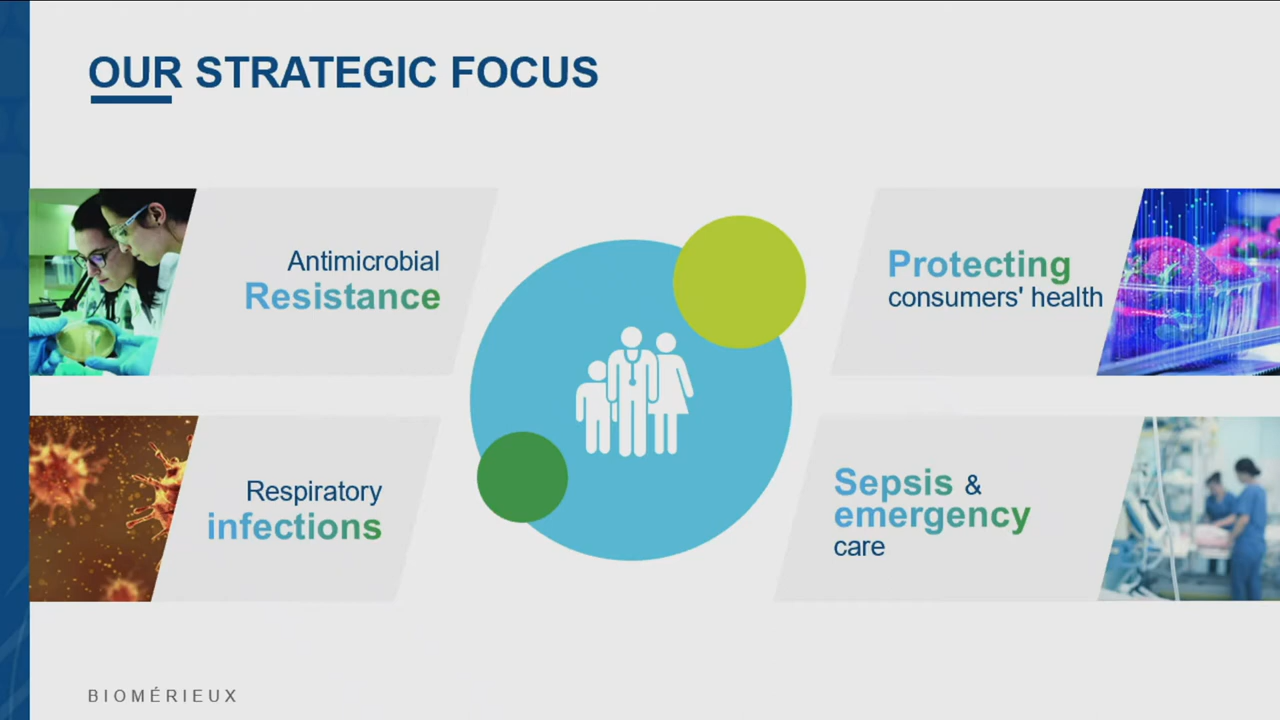 OUR STRATEGIC FOCUS
Antimicrobial
Resistance
Protecting
consumers' health
Respiratory
infections
Sepsis &
emergency
care
BIOMÉRIEUX